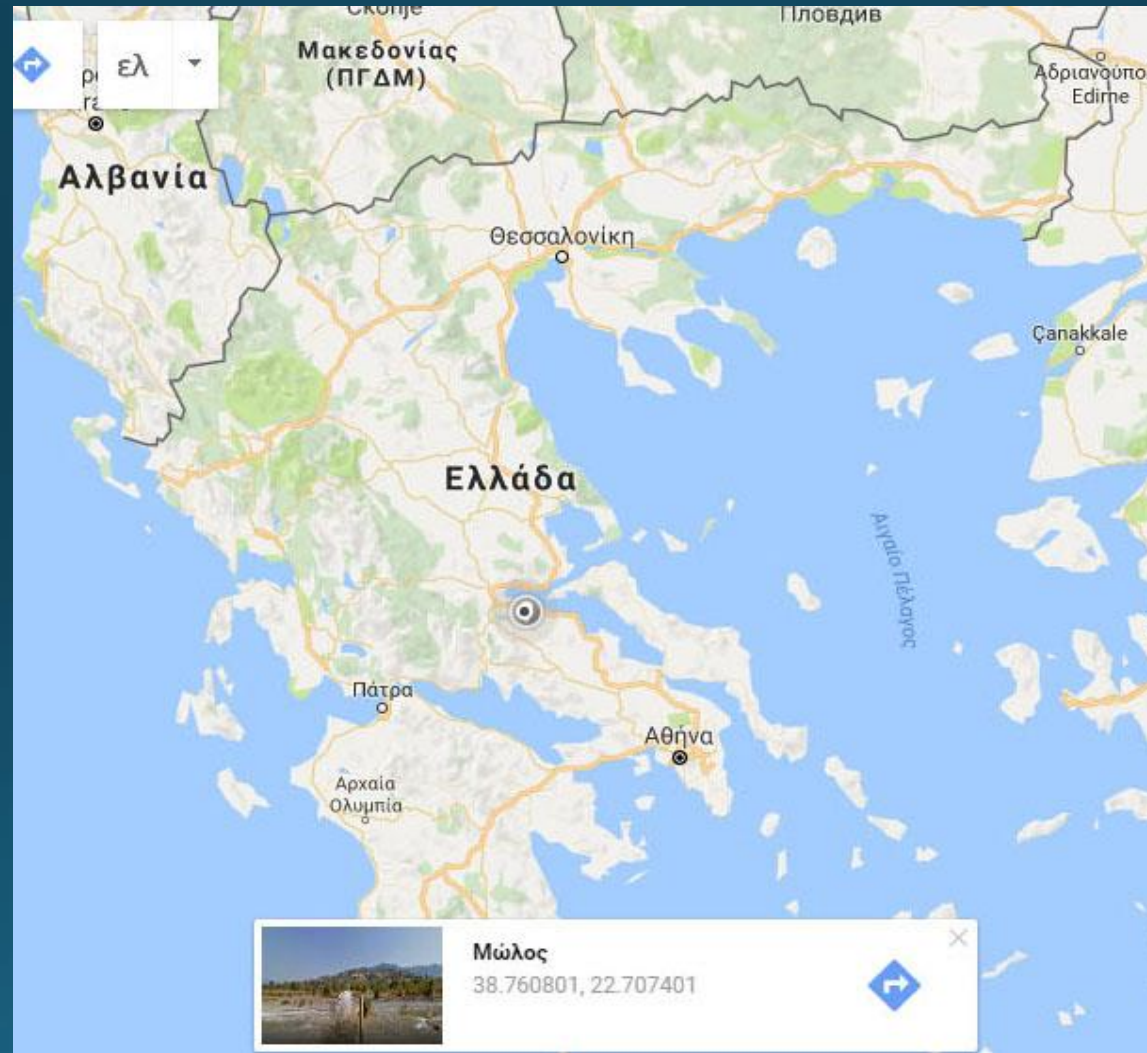 Скопје
Пловдив
Μακεδονίας
(ΠΓΔΜ)
ελ
Edirne
Αλβανία
Θεσσαλονίκη
Çanakkale
Ελλάδα
Αιγαίο Πέλαγος
Πάτρα
Αθήνα
Αρχαία
Ολυμπία
Μώλος
38.760801, 22.707401